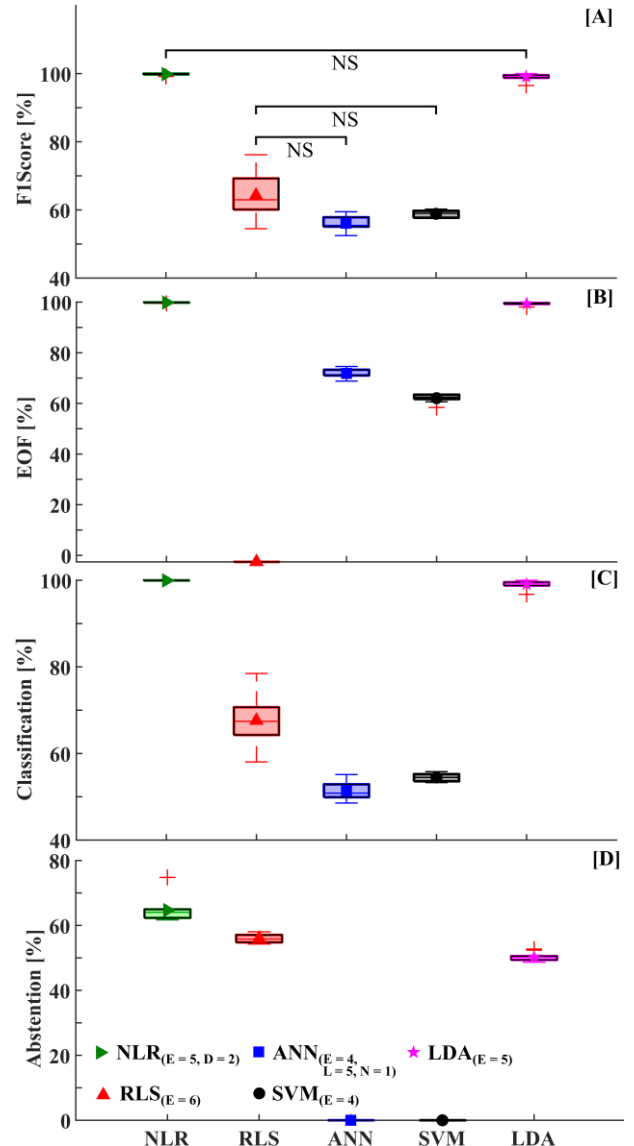 [A]
F1Score [%]
100
80
60
40
NS
NS
NS
[B]
EOF [%]
100
80
60
40
20
0
[C]
Classification [%]
100
80
60
40
[D]
Abstention [%]
80
60
40
20
0
NLR(E = 5, D = 2)
ANN(E = 4,
L = 5, N = 1)
LDA(E = 5)
RLS(E = 6)
SVM(E = 4)
NLR RLS ANN SVM LDA